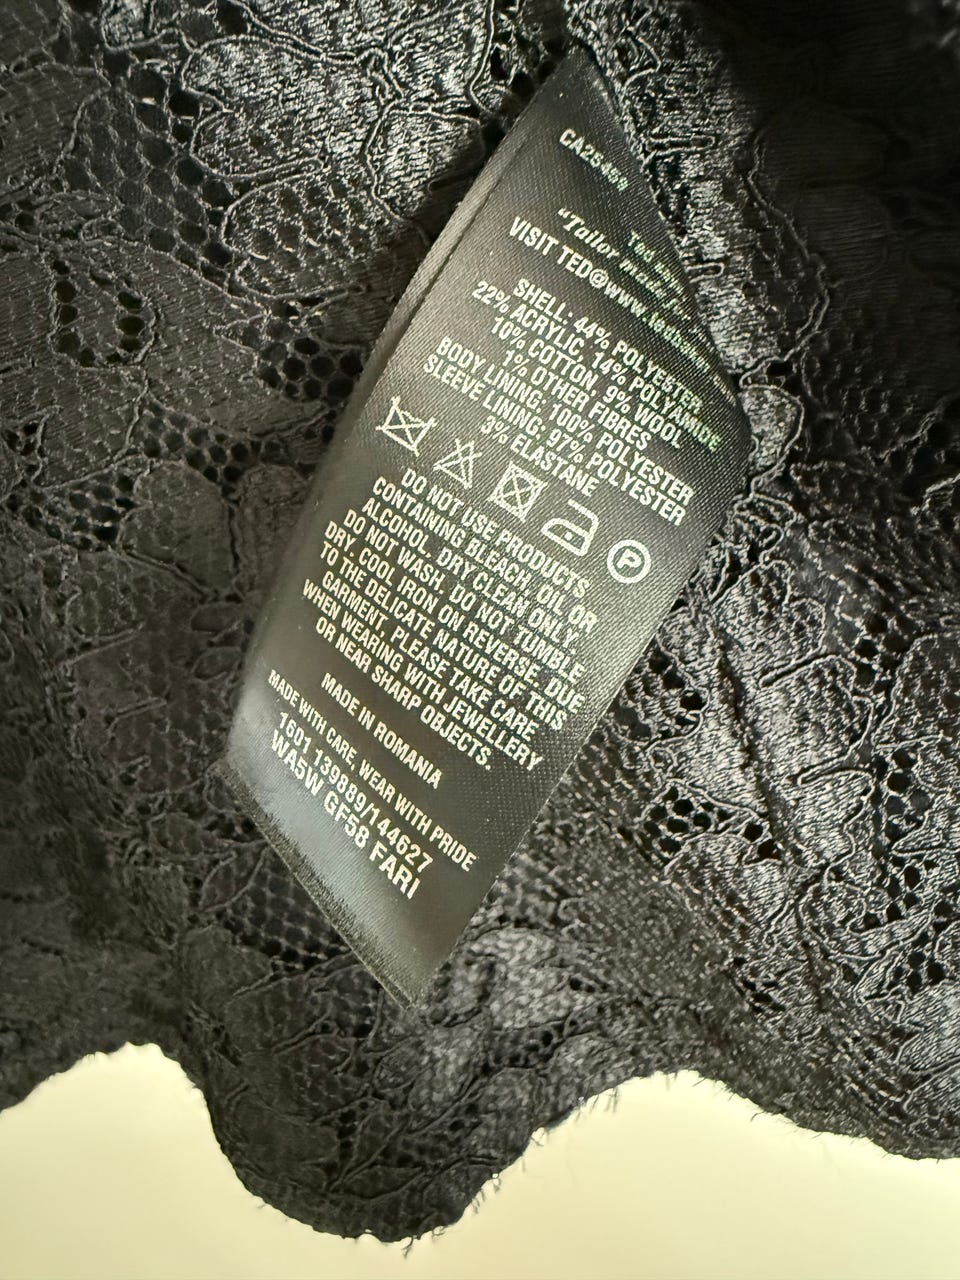 "Tailor made f
VISIT TED@www.
SHELL: 44% POLYESTER,
22% ACRYLIC, 14% POLYAMIDE
10% COTTON, 9% WOOL
1% OTHER FIBRES
BODY LINING: 100% POLYESTER
SLEEVE LINING: 97% POLYESTER
3% ELASTANE
P
DO NOT USE PRODUCTS
CONTAINING BLEACH, OIL, OR
ALCOHOL. DRY CLEAN ONLY.
DO NOT WASH. DO NOT TUMBLE
DRY. COOL IRON ON REVERSE. DUE
TO THE DELICATE NATURE OF THIS
GARMENT, PLEASE TAKE CARE
WHEN WEARING WITH JEWELLERY
OR NEAR SHARP OBJECTS.
MADE IN ROMANIA
MADE WITH CARE, WEAR WITH PRIDE
1601 139889/144627
WA5W GF58 FARI